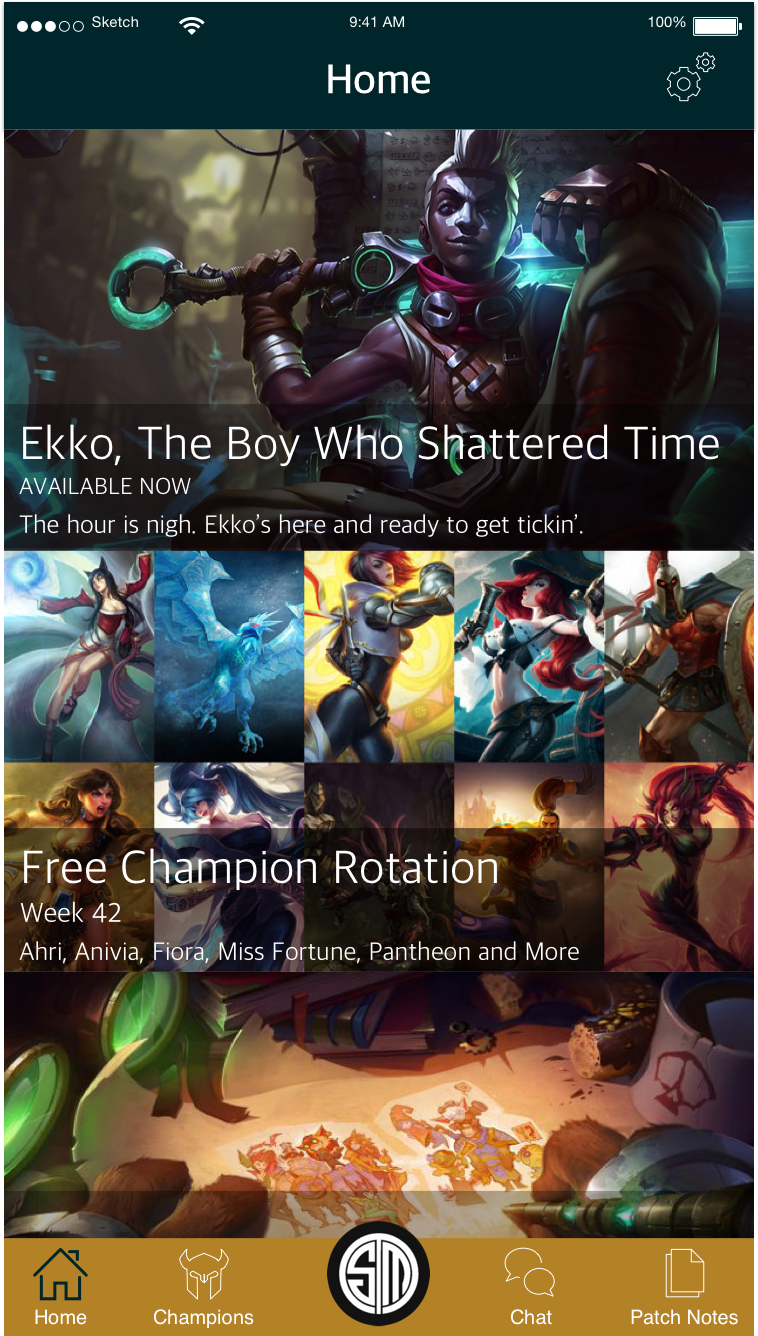 Sketch 9:41 AM 100%
Home
Ekko, The Boy Who Shattered Time
AVAILABLE NOW
The hour is nigh. Ekko’s here and ready to get tickin’.
Free Champion Rotation
Week 42
Ahri, Anivia, Fiora, Miss Fortune, Pantheon and More
Home Champions SM Chat Patch Notes